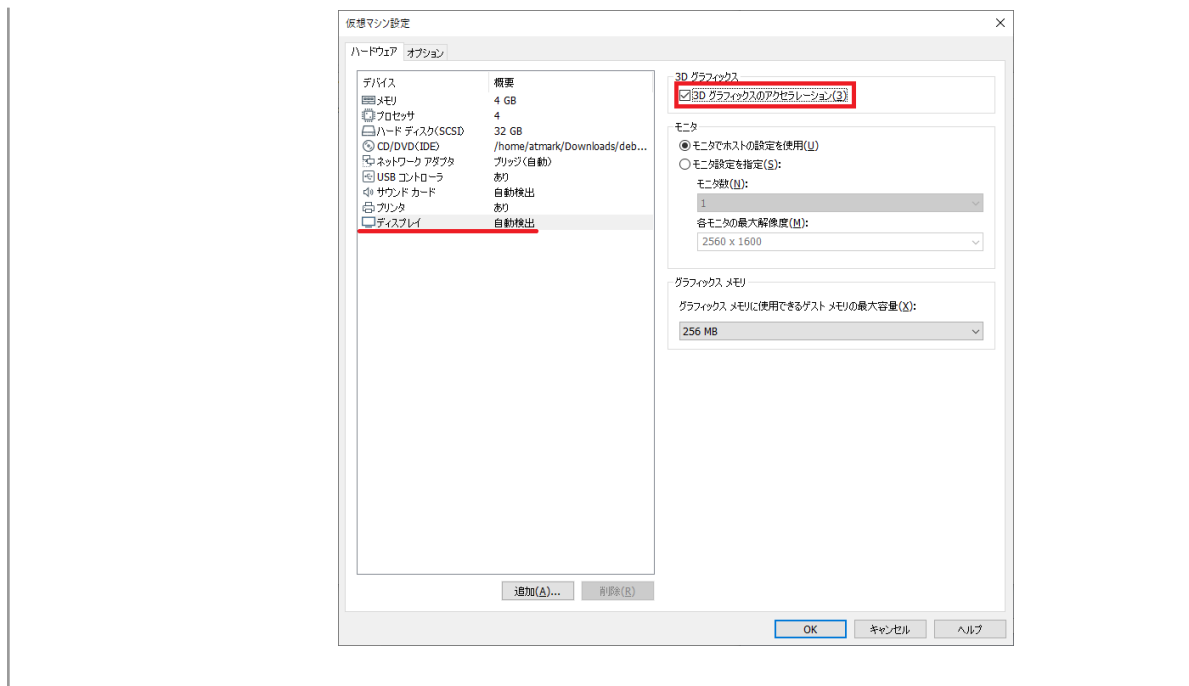 仮想マシン設定
ハードウェア オプション
デバイス 概要
メモリ 4 GB
プロセッサ 4
ハード ディスク(SCSI) 32 GB
CD/DVD(IDE) /home/atmark/Downloads/deb...
ネットワーク アダプタ ブリッジ(自動)
USB コントローラ あり
サウンド カード 自動検出
プリンタ あり
ディスプレイ 自動検出
追加(A)... 削除(R)
3D グラフィックス
3D グラフィックスのアクセラレーション(3)
モニタ
モニタでホストの設定を使用(U)
モニタ設定を指定(S):
モニタ数(N):
1
各モニタの最大解像度(M):
2560 x 1600
グラフィックス メモリ
グラフィックス メモリに使用できるゲスト メモリの最大容量(X):
256 MB
OK キャンセル ヘルプ